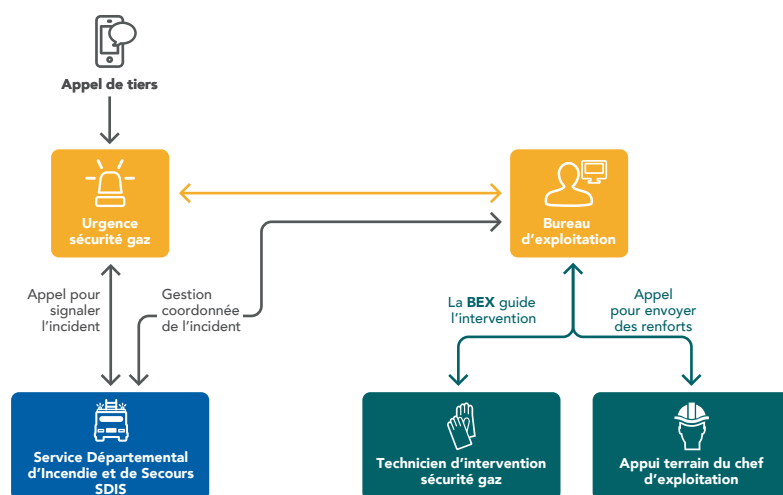 Appel de tiers
Urgence
sécurité gaz
Bureau
d'exploitation
Appel pour
signaler
l'incident
Gestion
coordonnée
de l'incident
La BEX guide
l'intervention
Appel
pour envoyer
des renforts
Service Départemental
d'Incendie et de Secours
SDIS
Technicien d'intervention
sécurité gaz
Appui terrain du chef
d'exploitation